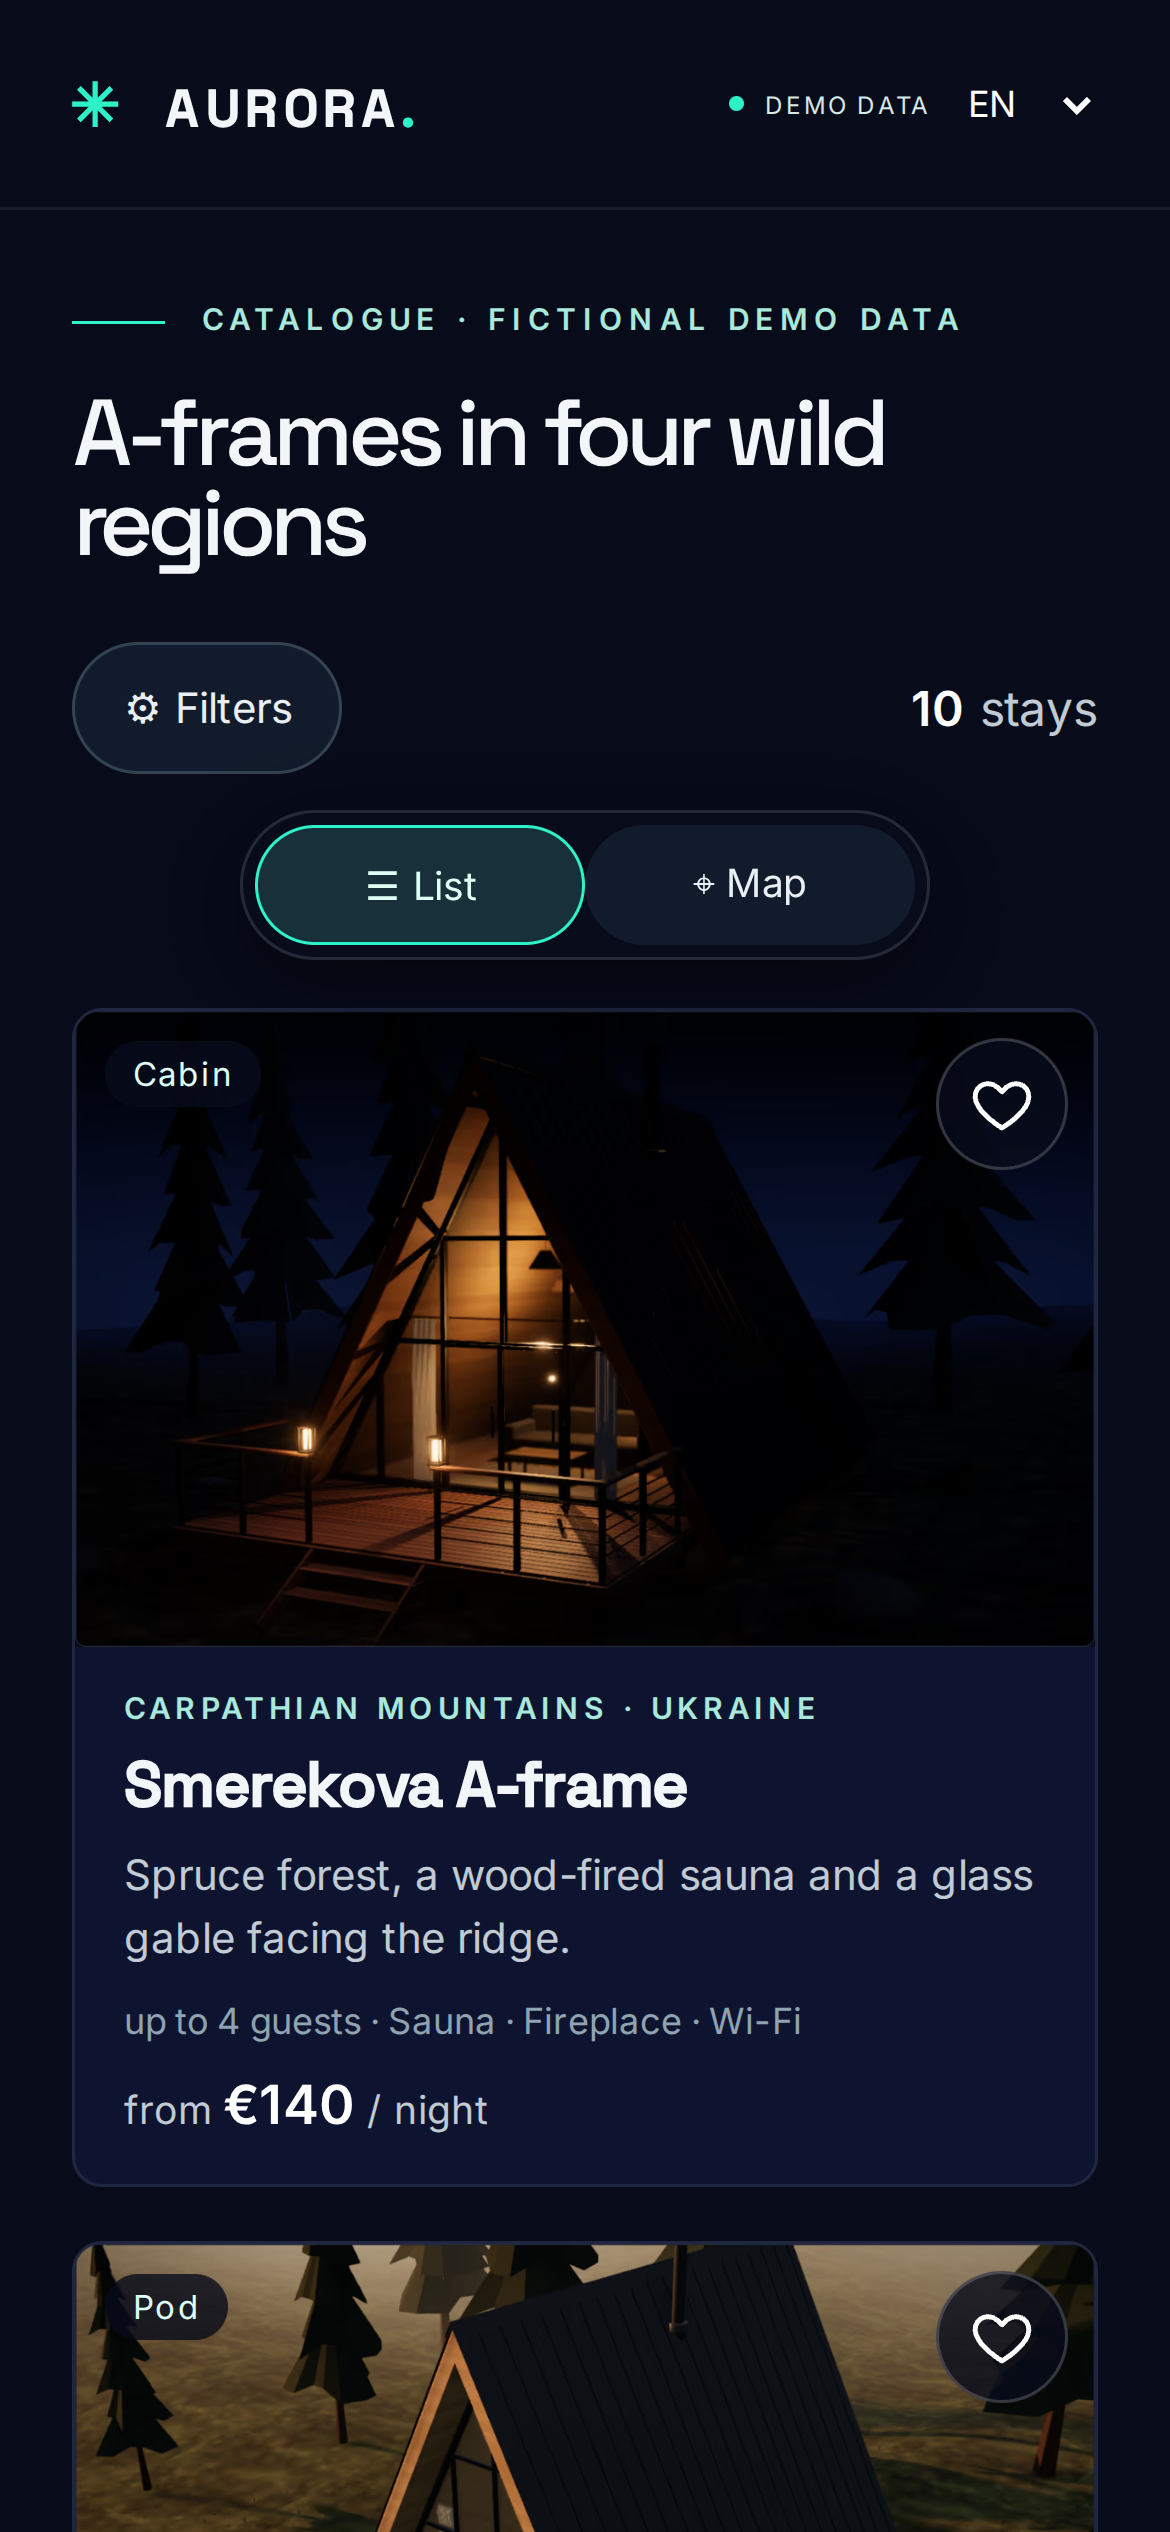 AURORA.
DEMO DATA
EN
CATALOGUE · FICTIONAL DEMO DATA
A-frames in four wild
regions
⚙ Filters
10 stays
☰ List
⌖ Map
Cabin
CARPATHIAN MOUNTAINS · UKRAINE
Smerekova A-frame
Spruce forest, a wood-fired sauna and a glass
gable facing the ridge.
up to 4 guests · Sauna · Fireplace · Wi-Fi
from €140 / night
Pod